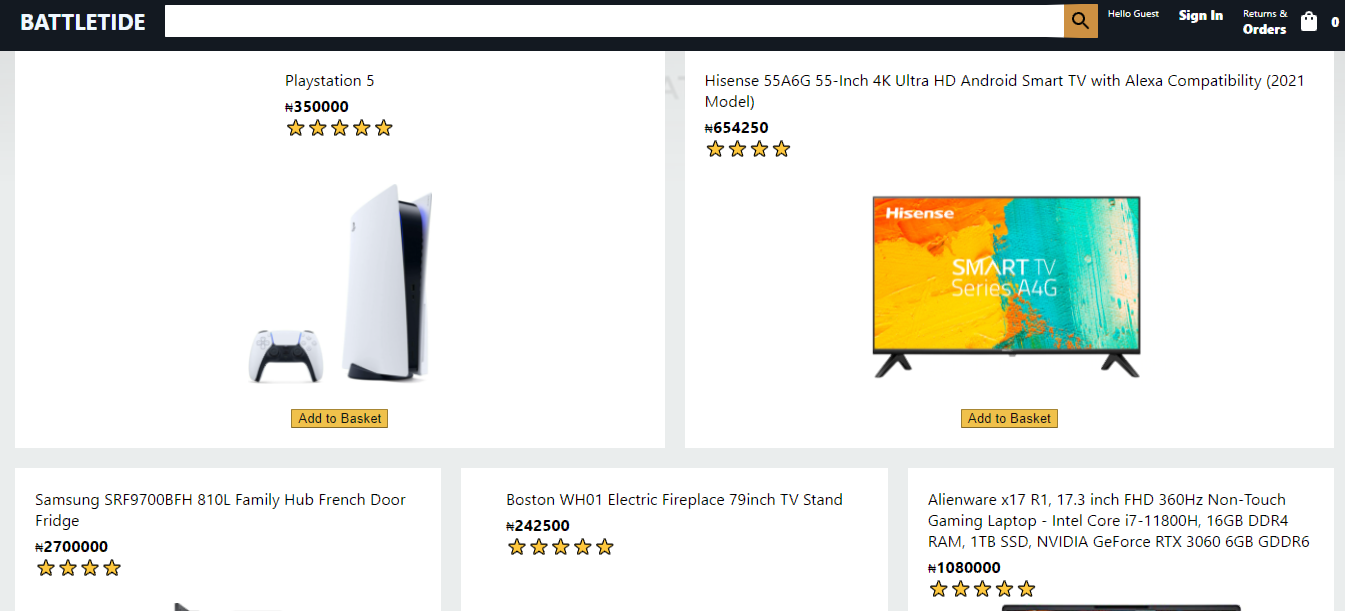 BATTLETIDE
Hello Guest
Sign In
Returns &
Orders
0
Playstation 5
₦350000
Hisense 55A6G 55-Inch 4K Ultra HD Android Smart TV with Alexa Compatibility (2021
Model)
₦654250
Hisense
SMART TV
Series A4G
Add to Basket
Add to Basket
Samsung SRF9700BFH 810L Family Hub French Door
Fridge
₦2700000
Boston WH01 Electric Fireplace 79inch TV Stand
₦242500
Alienware x17 R1, 17.3 inch FHD 360Hz Non-Touch
Gaming Laptop - Intel Core i7-11800H, 16GB DDR4
RAM, 1TB SSD, NVIDIA GeForce RTX 3060 6GB GDDR6
₦1080000